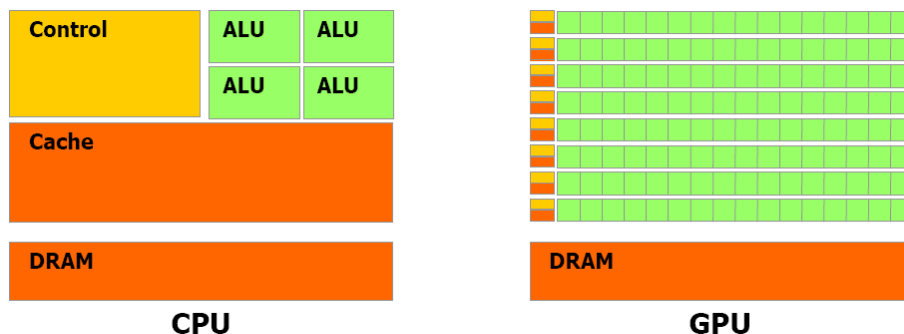 Control
ALU ALU
ALU ALU
Cache
DRAM
CPU
DRAM
GPU